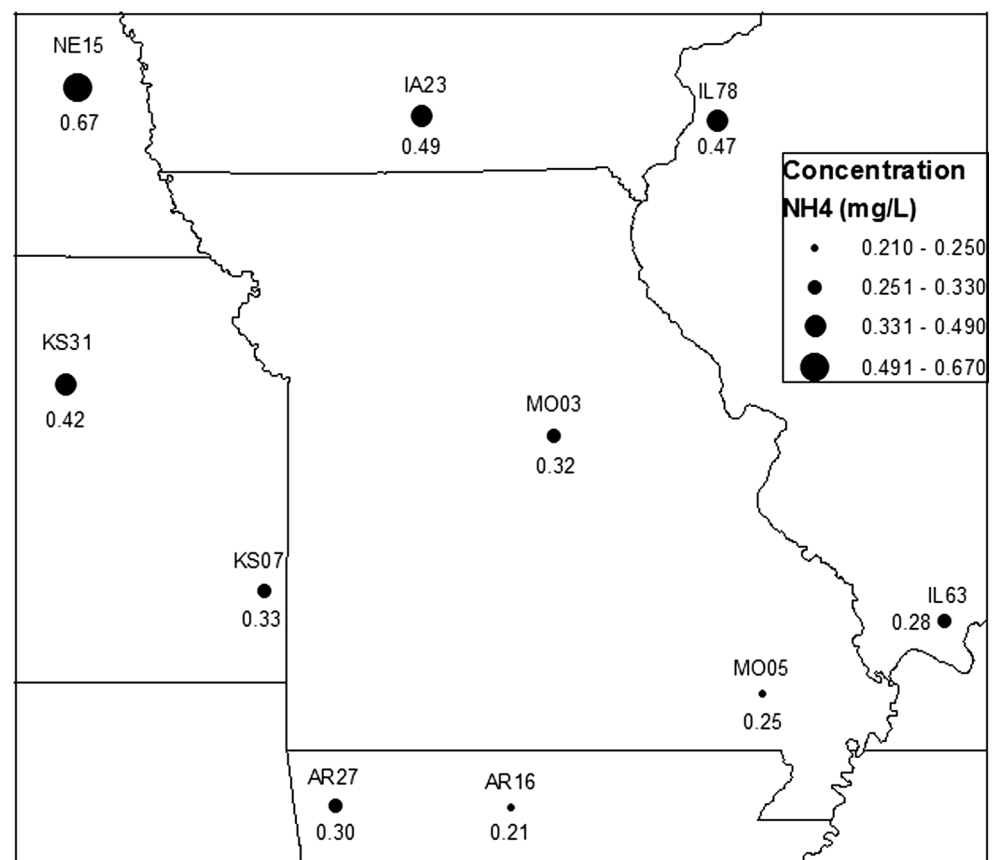 NE15
0.67
IA23
0.49
IL78
0.47
Concentration
NH4 (mg/L)
0.210 - 0.250
0.251 - 0.330
0.331 - 0.490
0.491 - 0.670
KS31
0.42
MO03
0.32
KS07
0.33
IL63
0.28
MO05
0.25
AR27
0.30
AR16
0.21